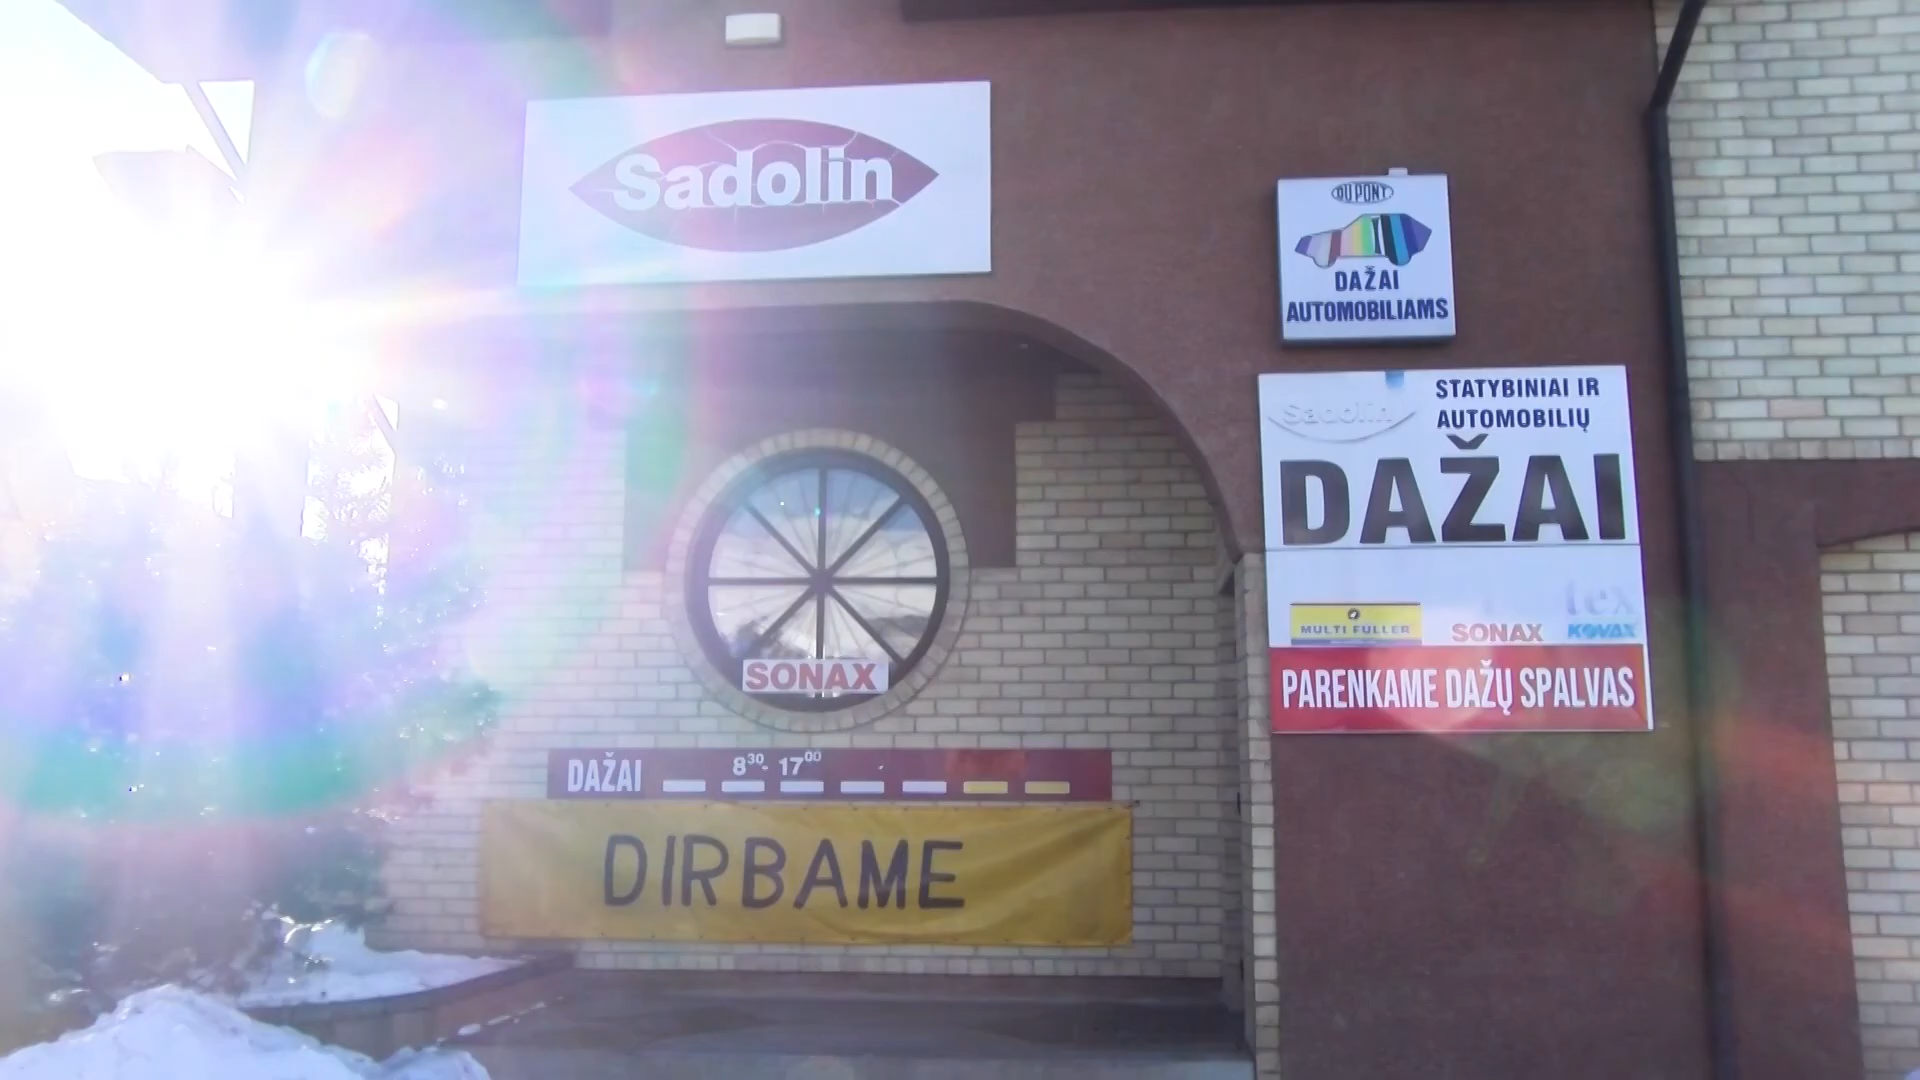 Sadolin
DU PONT
DAŽAI
AUTOMOBILIAMS
Sadolin
STATYBINIAI IR
AUTOMOBILIŲ
DAŽAI
tex
MULTI FULLER
SONAX
KOVAX
PARENKAME DAŽŲ SPALVAS
SONAX
DAŽAI 8³⁰- 17⁰⁰
DIRBAME